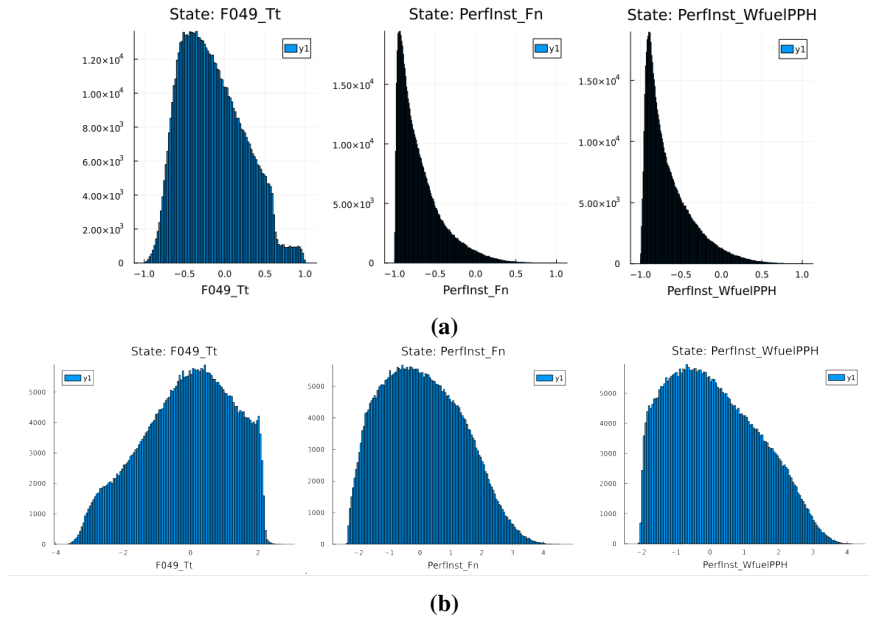 State: F049_Tt
State: PerfInst_Fn
State: PerfInst_WfuelPPH
y1
y1
y1
1.20×10⁴
1.00×10⁴
8.00×10³
6.00×10³
4.00×10³
2.00×10³
0
1.50×10⁴
1.00×10⁴
5.00×10³
0
1.50×10⁴
1.00×10⁴
5.00×10³
0
−1.0 −0.5 0.0 0.5 1.0
−1.0 −0.5 0.0 0.5 1.0
−1.0 −0.5 0.0 0.5 1.0
F049_Tt
PerfInst_Fn
PerfInst_WfuelPPH
(a)
State: F049_Tt
State: PerfInst_Fn
State: PerfInst_WfuelPPH
y1
y1
y1
5000
4000
3000
2000
1000
0
5000
4000
3000
2000
1000
0
5000
4000
3000
2000
1000
0
−4 −2 0 2
−2 −1 0 1 2 3 4
−2 −1 0 1 2 3 4
F049_Tt
PerfInst_Fn
PerfInst_WfuelPPH
(b)